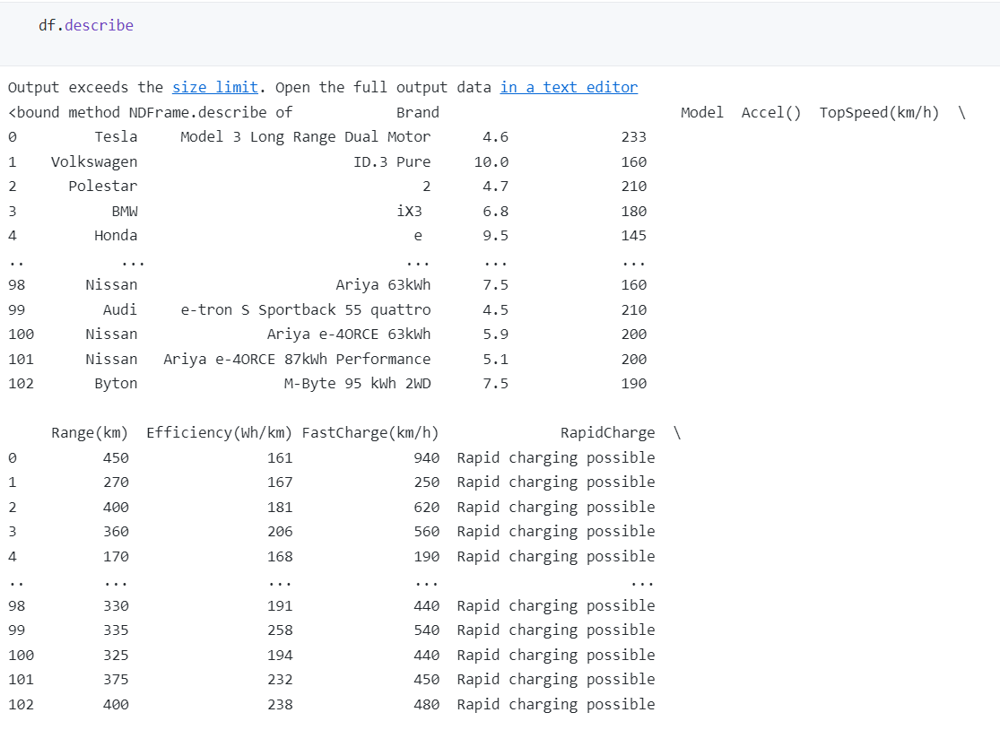 df.describe
Output exceeds the size limit. Open the full output data in a text editor
<bound method NDFrame.describe of            Brand                            Model  Accel()  TopSpeed(km/h)  \
0         Tesla     Model 3 Long Range Dual Motor      4.6             233
1    Volkswagen                         ID.3 Pure     10.0             160
2      Polestar                                 2      4.7             210
3           BMW                               iX3      6.8             180
4         Honda                                e       9.5             145
..          ...                               ...      ...             ...
98       Nissan                       Ariya 63kWh      7.5             160
99         Audi     e-tron S Sportback 55 quattro      4.5             210
100      Nissan               Ariya e-4ORCE 63kWh      5.9             200
101      Nissan   Ariya e-4ORCE 87kWh Performance      5.1             200
102       Byton                 M-Byte 95 kWh 2WD      7.5             190
     Range(km)  Efficiency(Wh/km) FastCharge(km/h)              RapidCharge  \
0          450                161              940  Rapid charging possible
1          270                167              250  Rapid charging possible
2          400                181              620  Rapid charging possible
3          360                206              560  Rapid charging possible
4          170                168              190  Rapid charging possible
..         ...                ...              ...                      ...
98         330                191              440  Rapid charging possible
99         335                258              540  Rapid charging possible
100        325                194              440  Rapid charging possible
101        375                232              450  Rapid charging possible
102        400                238              480  Rapid charging possible